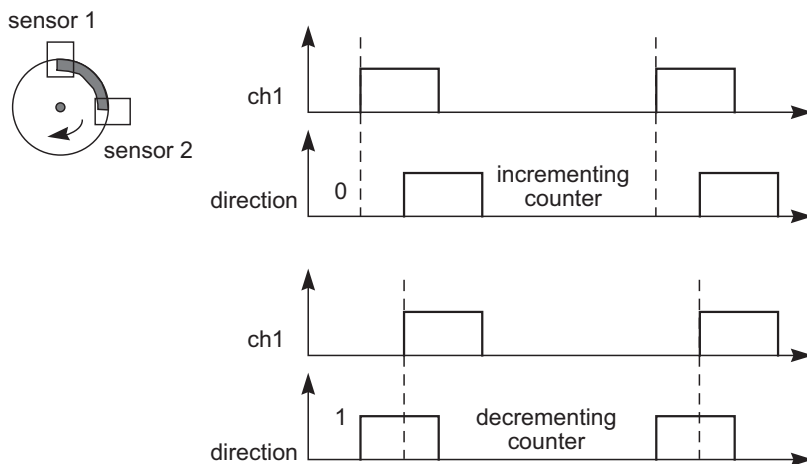 sensor 1
sensor 2
ch1
direction
0
incrementing
counter
ch1
direction
1
decrementing
counter